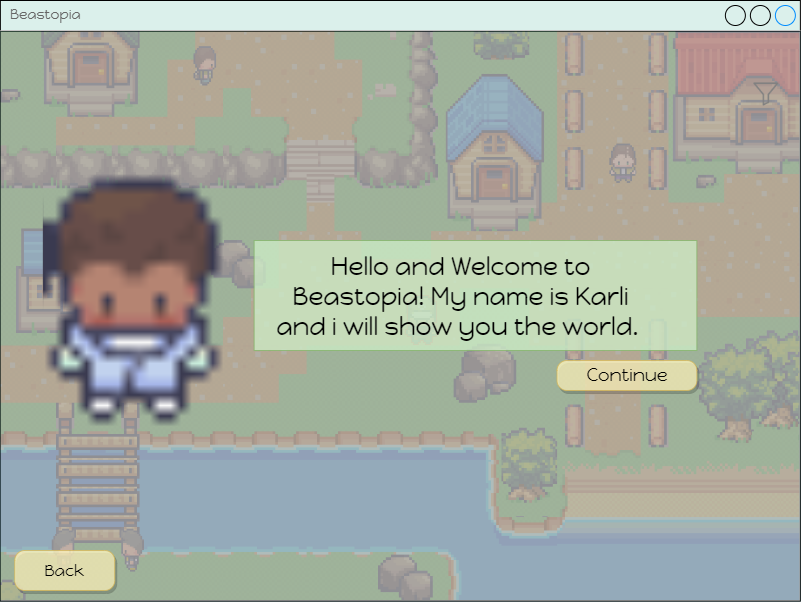 Beastopia
Hello and Welcome to
Beastopia! My name is Karli
and i will show you the world.
Continue
Back